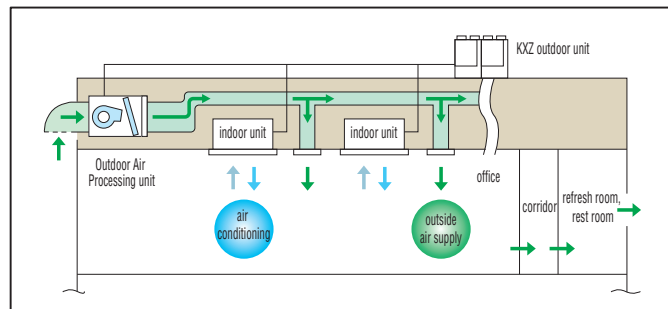 KXZ outdoor unit
indoor unit
indoor unit
Outdoor Air
Processing unit
office
corridor
refresh room,
rest room
air
conditioning
outside
air supply